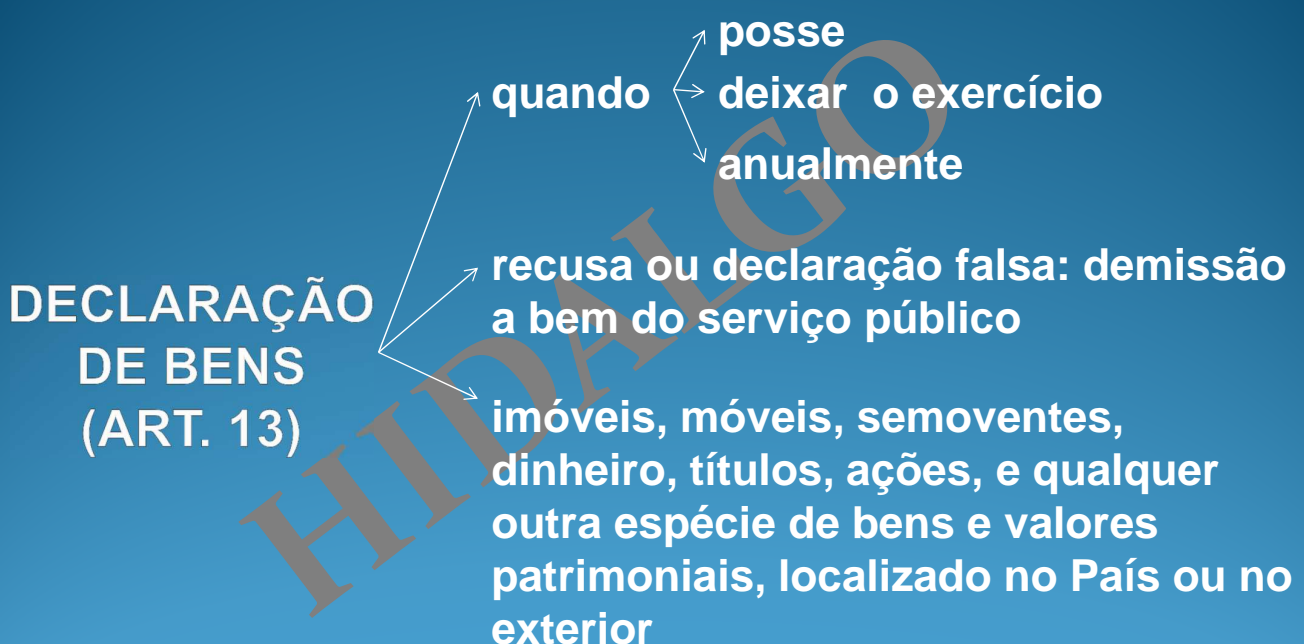 posse
quando
deixar o exercício
anualmente
DECLARAÇÃO
DE BENS
(ART. 13)
recusa ou declaração falsa: demissão
a bem do serviço público
imóveis, móveis, semoventes,
dinheiro, títulos, ações, e qualquer
outra espécie de bens e valores
patrimoniais, localizado no País ou no
exterior
HIDALGO